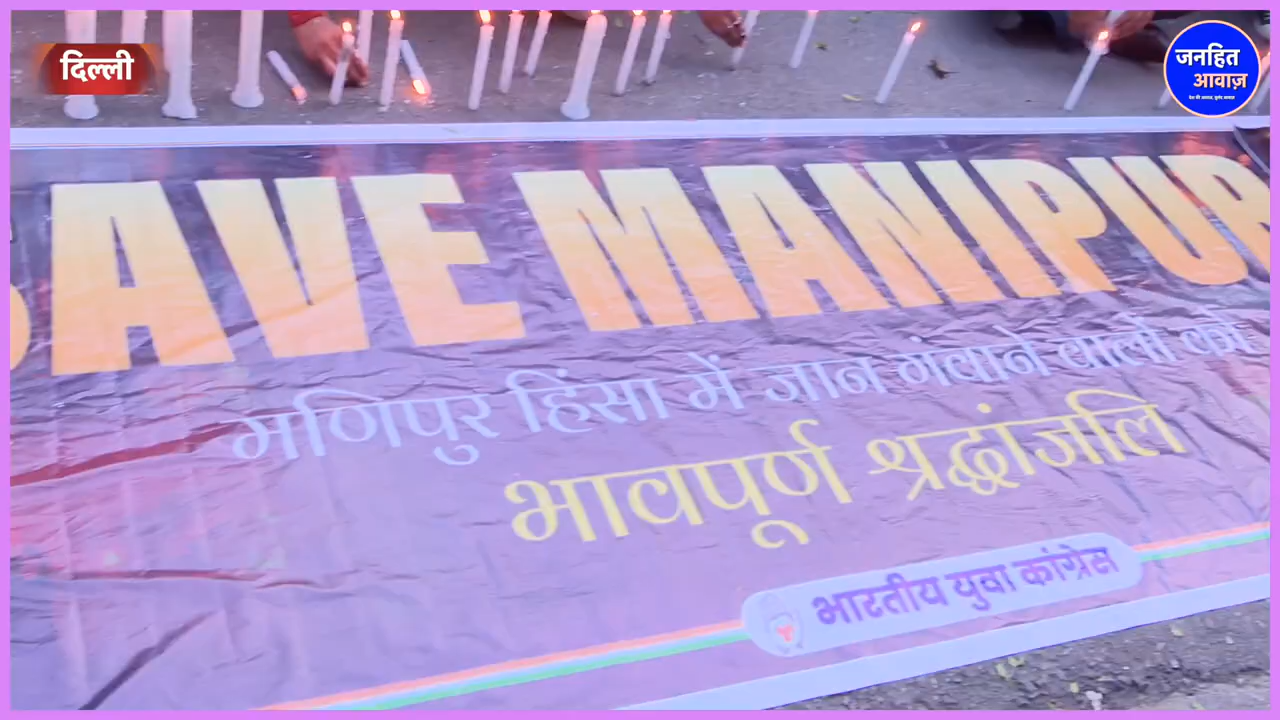 दिल्ली
जनहित
आवाज़
SAVE MANIPUR
मणिपुर हिंसा में जान गंवाने वालों को
भावपूर्ण श्रद्धांजलि
भारतीय युवा कांग्रेस